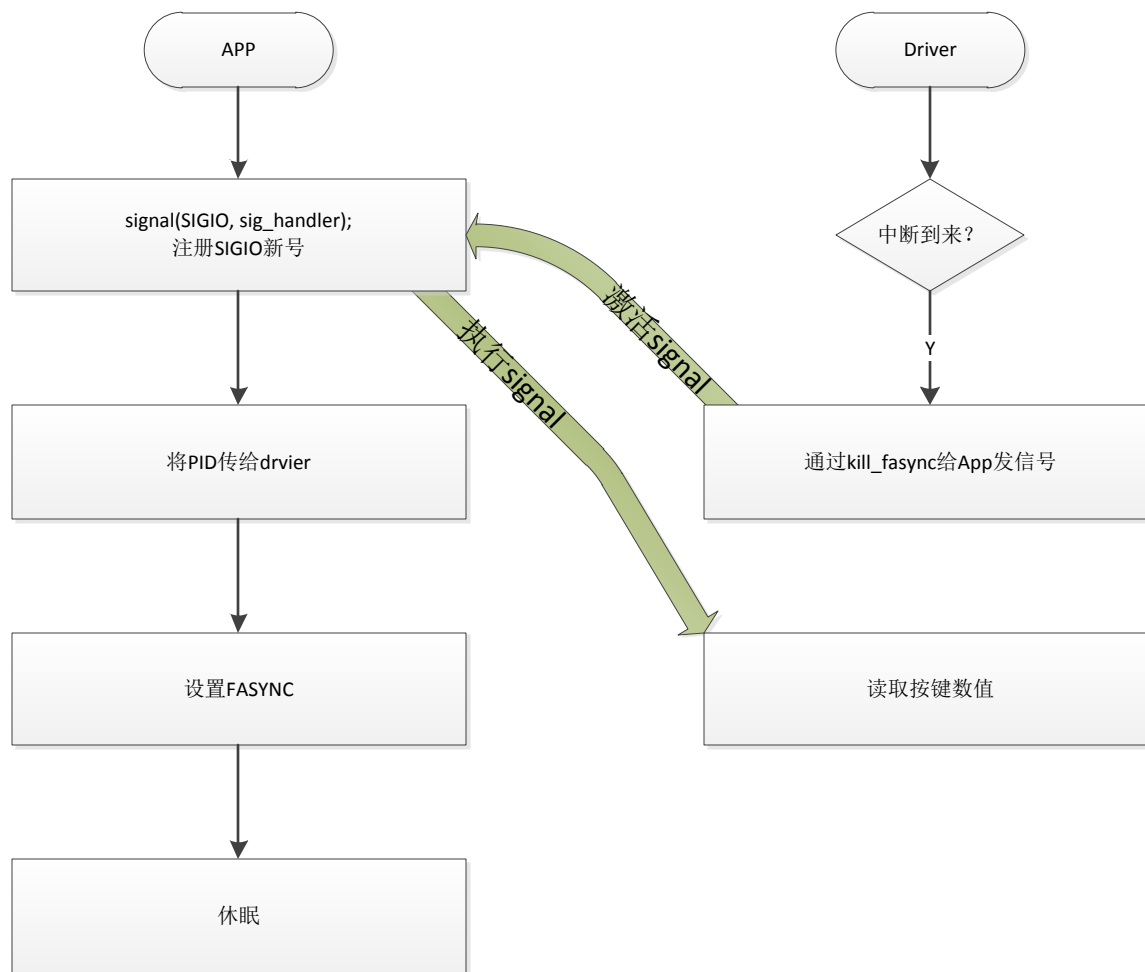 APP
signal(SIGIO, sig_handler);
注册SIGIO新号
将PID传给drvier
设置FASYNC
休眠
执行signal
激活signal
Driver
中断到来？
Y
通过kill_fasync给App发信号
读取按键数值